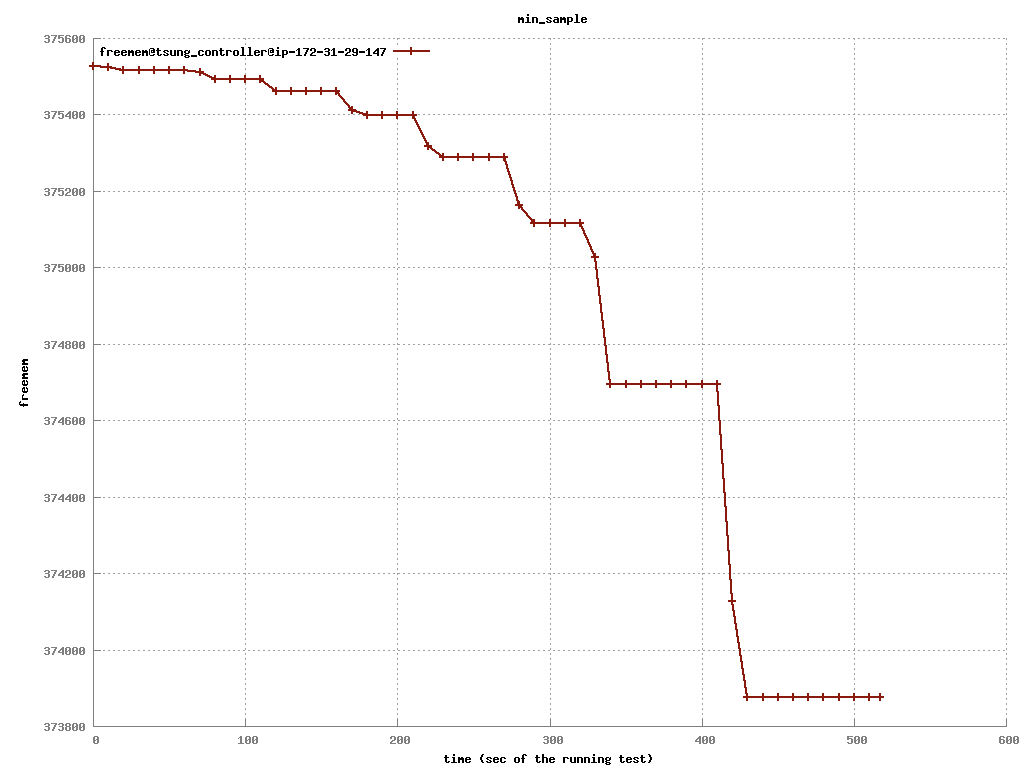 min_sample
freemem@tsung_controller@ip-172-31-29-147
375600
375400
375200
375000
374800
374600
374400
374200
374000
373800
freemem
0 100 200 300 400 500 600
time (sec of the running test)